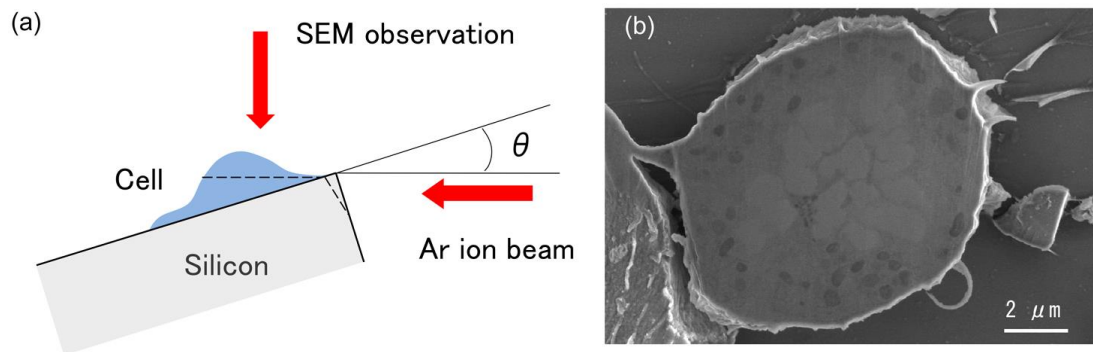 (a)
SEM observation
θ
Cell
Ar ion beam
Silicon
(b)
2 μm